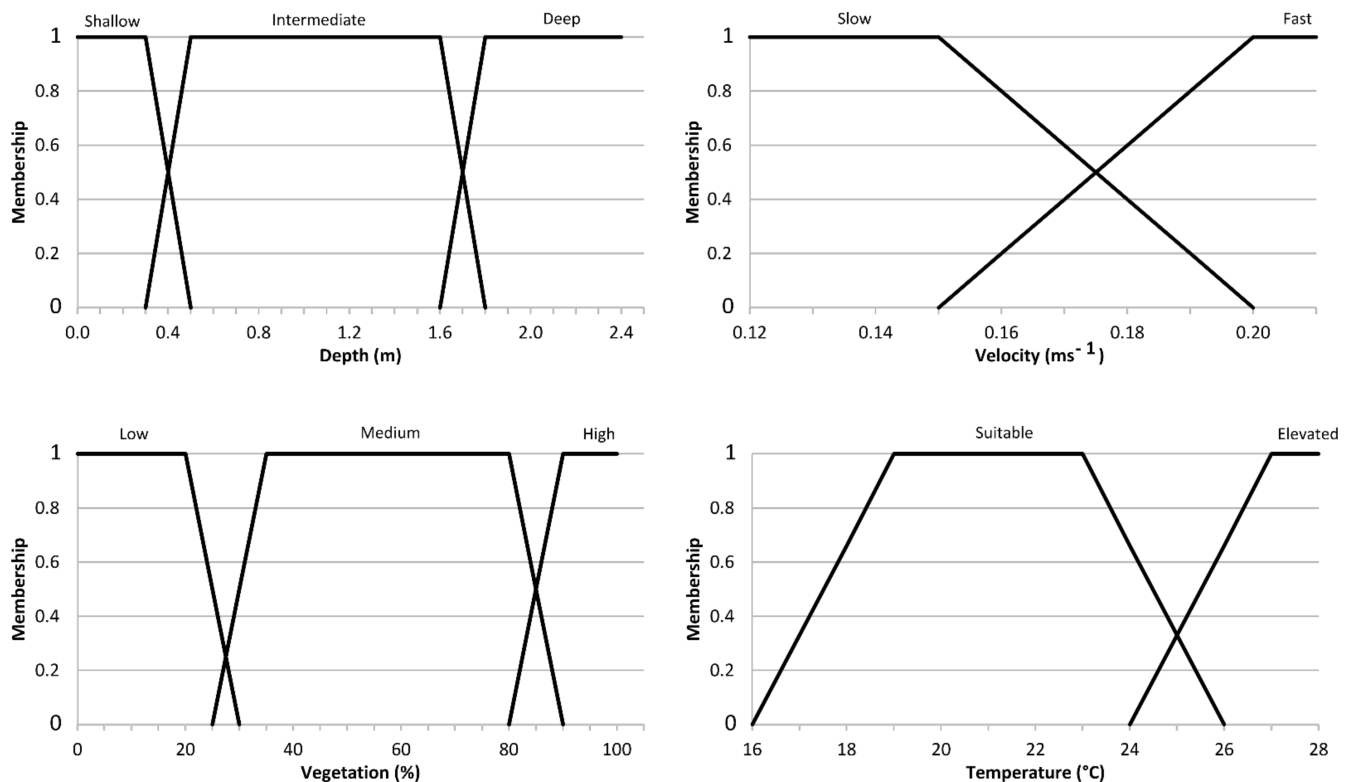 Shallow Intermediate Deep
1
0.8
0.6
0.4
0.2
0
Membership
0.0 0.4 0.8 1.2 1.6 2.0 2.4
Depth (m)
Slow Fast
1
0.8
0.6
0.4
0.2
0
Membership
0.12 0.14 0.16 0.18 0.20
Velocity (ms⁻¹)
Low Medium High
1
0.8
0.6
0.4
0.2
0
Membership
0 20 40 60 80 100
Vegetation (%)
Suitable Elevated
1
0.8
0.6
0.4
0.2
0
Membership
16 18 20 22 24 26 28
Temperature (°C)